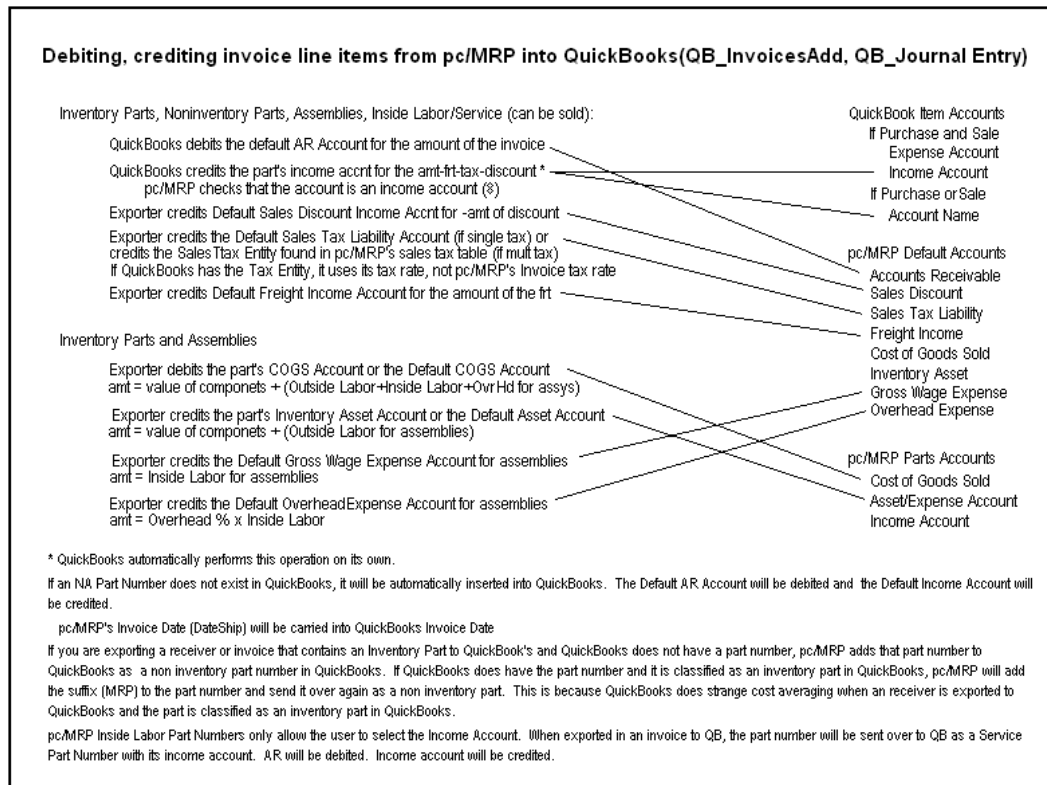 Debiting, crediting invoice line items from pc/MRP into QuickBooks(QB_InvoicesAdd, QB_Journal Entry)
Inventory Parts, Noninventory Parts, Assemblies, Inside Labor/Service (can be sold):
QuickBooks debits the default AR Account for the amount of the invoice
QuickBooks credits the part's income accnt for the amt-frt-tax-discount *
pc/MRP checks that the account is an income account (8)
Exporter credits Default Sales Discount Income Accnt for -amt of discount
Exporter credits the Default Sales Tax Liability Account (if single tax) or
credits the SalesTtax Entity found in pc/MRP's sales tax table (if mult tax)
If QuickBooks has the Tax Entity, it uses its tax rate, not pc/MRP's Invoice tax rate
Exporter credits Default Freight Income Account for the amount of the frt
Inventory Parts and Assemblies
Exporter debits the part's COGS Account or the Default COGS Account
amt = value of componets + (Outside Labor+Inside Labor+OvrHd for assys)
Exporter credits the part's Inventory Asset Account or the Default Asset Account
amt = value of componets + (Outside Labor for assemblies)
Exporter credits the Default Gross Wage Expense Account for assemblies
amt = Inside Labor for assemblies
Exporter credits the Default OverheadExpense Account for assemblies
amt = Overhead % x Inside Labor
QuickBook Item Accounts
If Purchase and Sale
Expense Account
Income Account
If Purchase orSale
Account Name
pc/MRP Default Accounts
Accounts Receivable
Sales Discount
Sales Tax Liability
Freight Income
Cost of Goods Sold
Inventory Asset
Gross Wage Expense
Overhead Expense
pc/MRP Parts Accounts
Cost of Goods Sold
Asset/Expense Account
Income Account
* QuickBooks automatically performs this operation on its own.
If an NA Part Number does not exist in QuickBooks, it will be automatically inserted into QuickBooks. The Default AR Account will be debited and the Default Income Account will
be credited.
pc/MRP's Invoice Date (DateShip) will be carried into QuickBooks Invoice Date
If you are exporting a receiver or invoice that contains an Inventory Part to QuickBook's and QuickBooks does not have a part number, pc/MRP adds that part number to
QuickBooks as a non inventory part number in QuickBooks. If QuickBooks does have the part number and it is classified as an inventory part in QuickBooks, pc/MRP will add
the suffix (MRP) to the part number and send it over again as a non inventory part. This is because QuickBooks does strange cost averaging when an receiver is exported to
QuickBooks and the part is classified as an inventory part in QuickBooks.
pc/MRP Inside Labor Part Numbers only allow the user to select the Income Account. When exported in an invoice to QB, the part number will be sent over to QB as a Service
Part Number with its income account. AR will be debited. Income account will be credited.